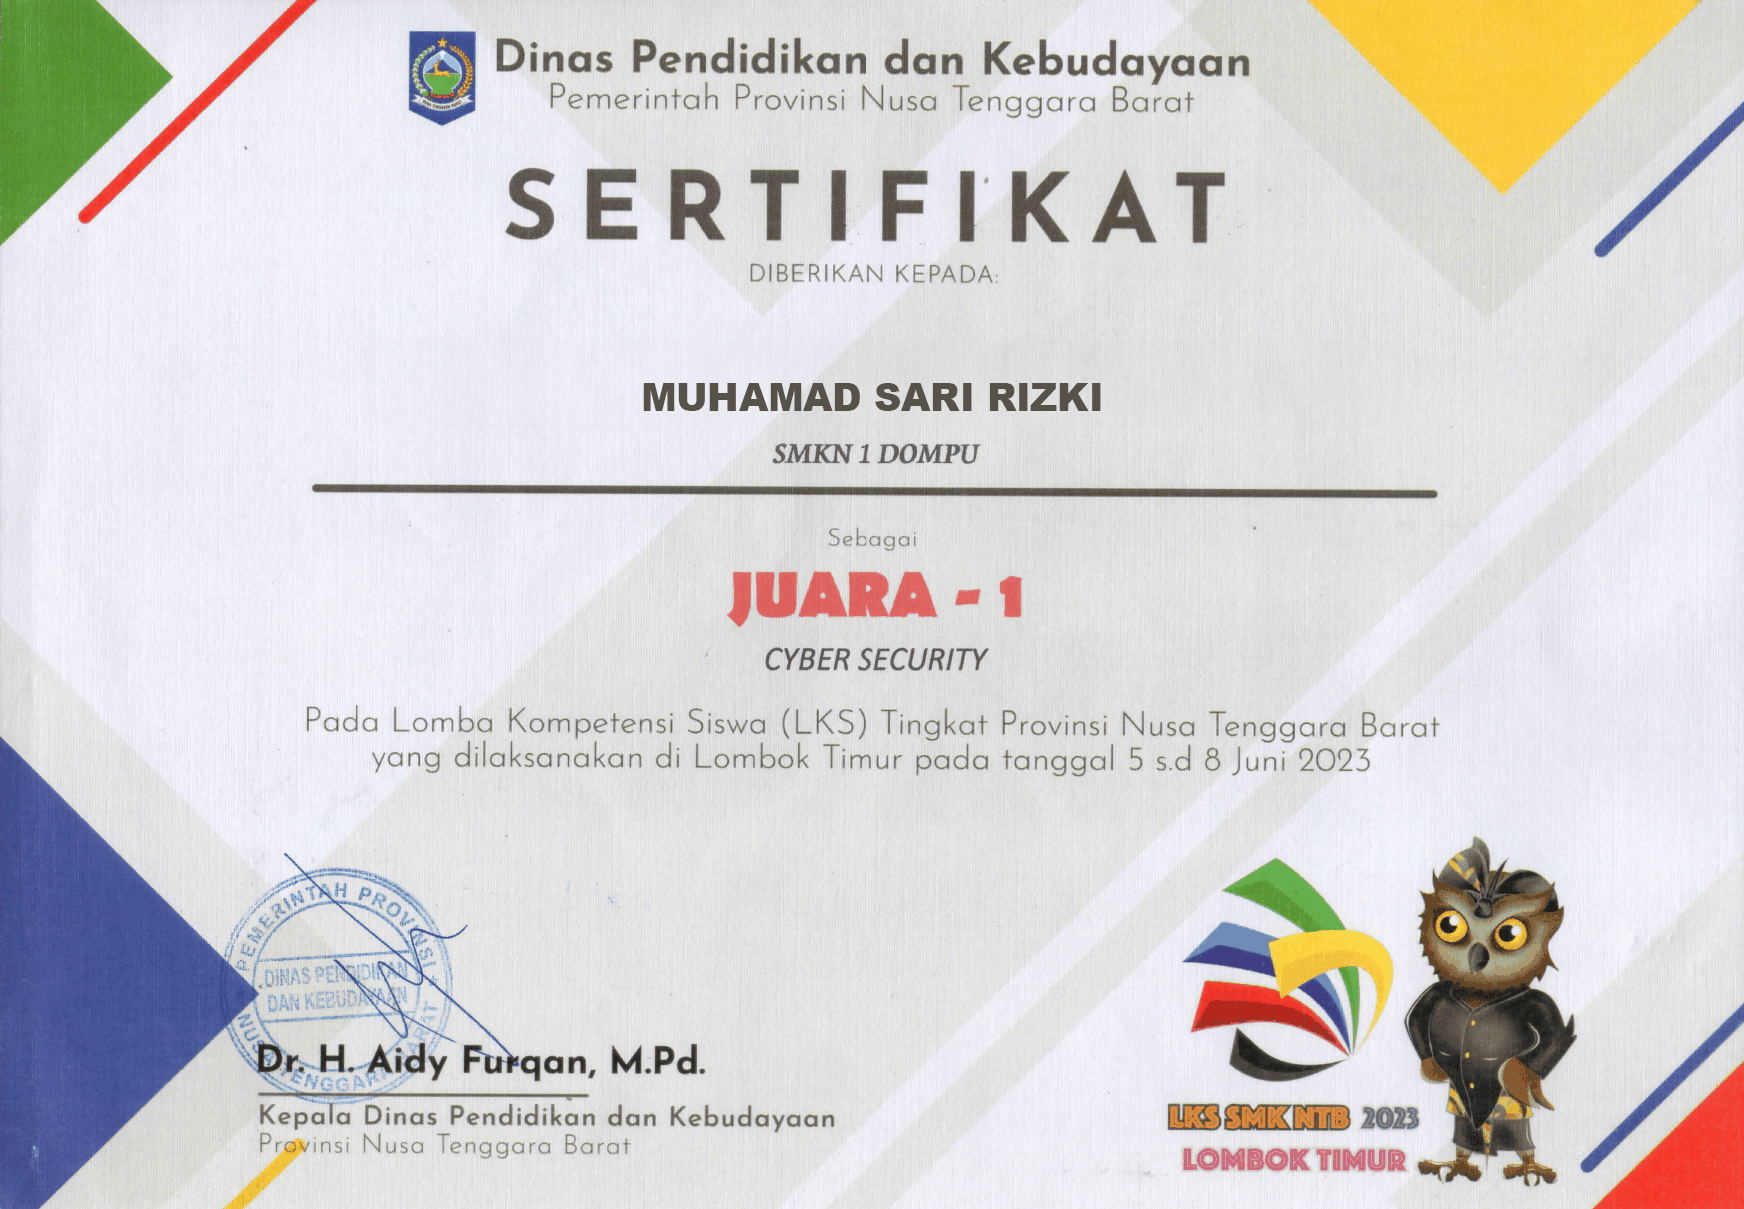 Dinas Pendidikan dan Kebudayaan
Pemerintah Provinsi Nusa Tenggara Barat
SERTIFIKAT
DIBERIKAN KEPADA:
MUHAMAD SARI RIZKI
SMKN 1 DOMPU
Sebagai
JUARA - 1
CYBER SECURITY
Pada Lomba Kompetensi Siswa (LKS) Tingkat Provinsi Nusa Tenggara Barat
yang dilaksanakan di Lombok Timur pada tanggal 5 s.d 8 Juni 2023
PEMERINTAH PROVINSI
DINAS PENDIDIKAN
DAN KEBUDAYAAN
NUSA TENGGARA BARAT
Dr. H. Aidy Furqan, M.Pd.
Kepala Dinas Pendidikan dan Kebudayaan
Provinsi Nusa Tenggara Barat
LKS SMK NTB 2023
LOMBOK TIMUR